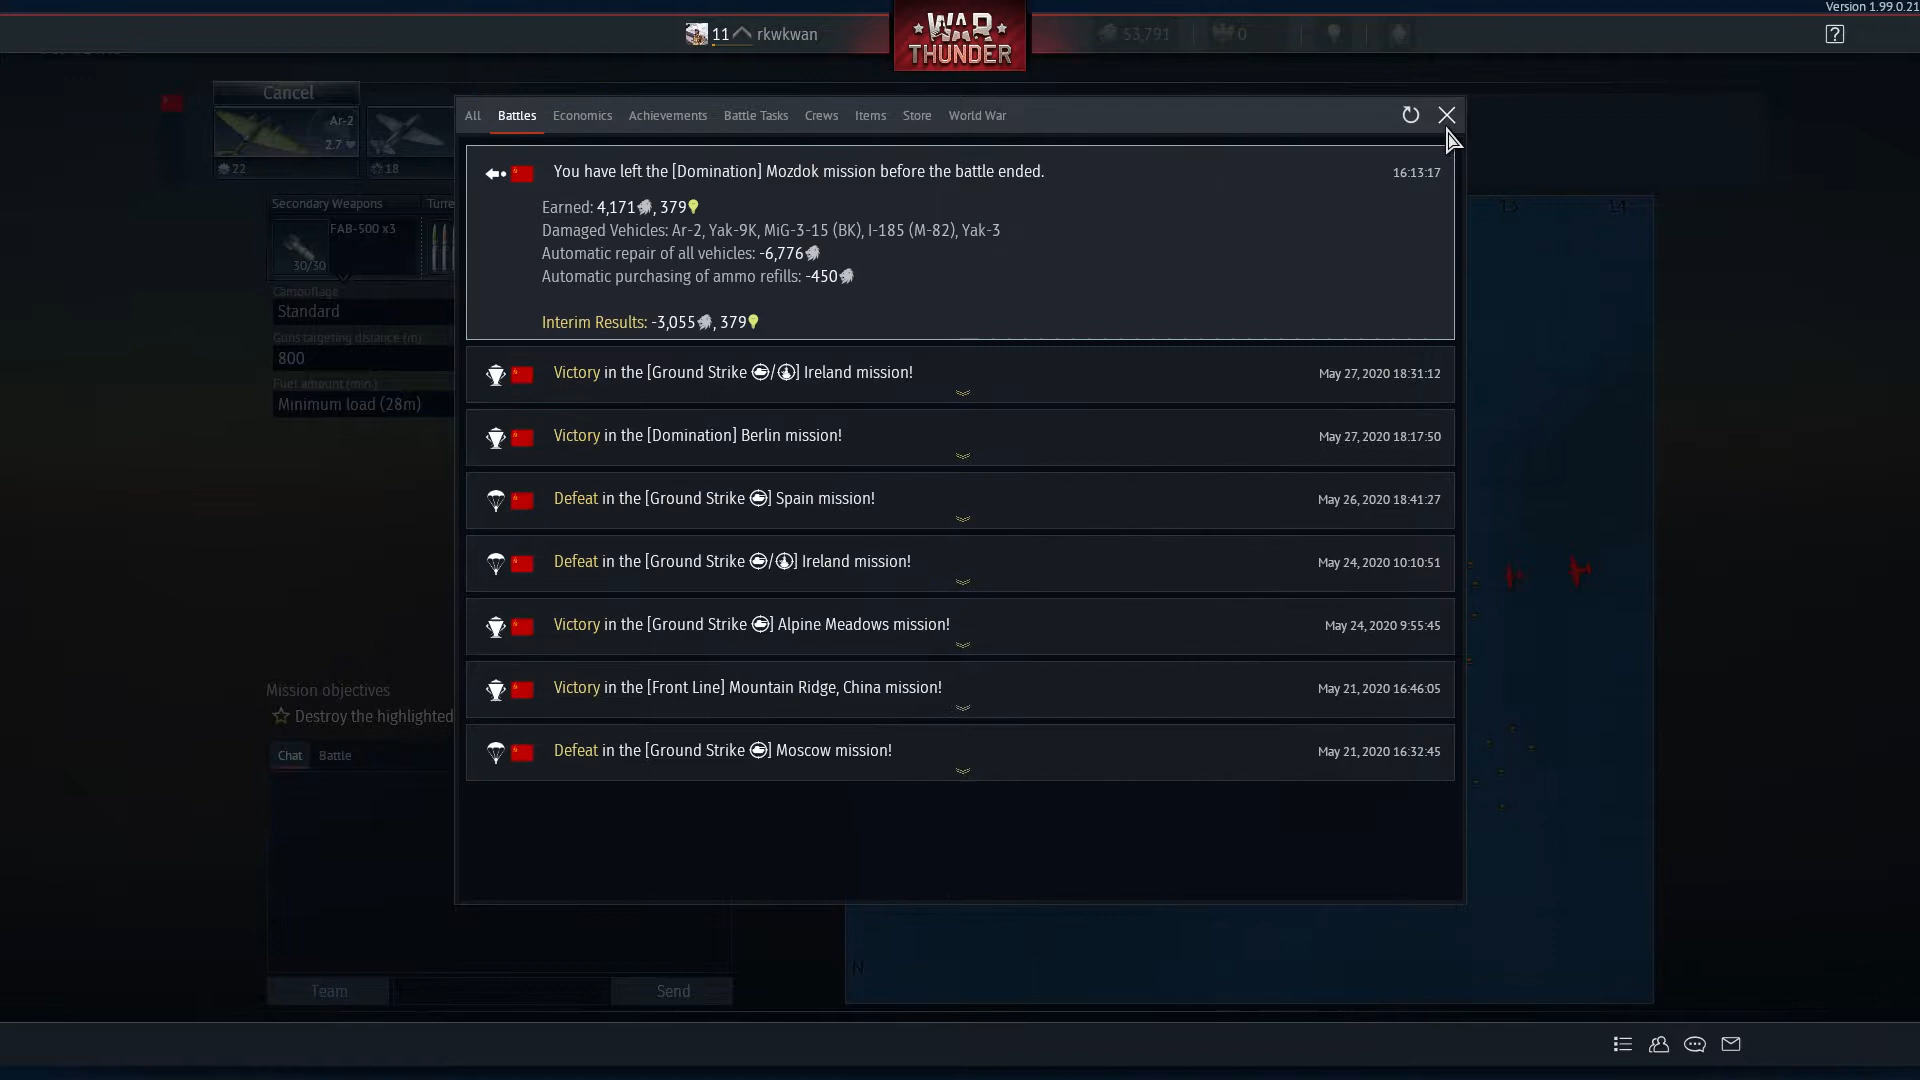 Version 1.99.0.21
11 rkwkwan
WAR THUNDER
53,791
0
?
Cancel
Ar-2
2.7
22
18
Secondary Weapons
Turre
FAB-500 x3
30/30
Camouflage
Standard
Guns targeting distance (m)
800
Fuel amount (min.)
Minimum load (28m)
Mission objectives
Destroy the highlighted
Chat Battle
Team
Send
All Battles Economics Achievements Battle Tasks Crews Items Store World War
You have left the [Domination] Mozdok mission before the battle ended. 16:13:17
Earned: 4,171, 379
Damaged Vehicles: Ar-2, Yak-9K, MiG-3-15 (BK), I-185 (M-82), Yak-3
Automatic repair of all vehicles: -6,776
Automatic purchasing of ammo refills: -450
Interim Results: -3,055, 379
Victory in the [Ground Strike /] Ireland mission! May 27, 2020 18:31:12
Victory in the [Domination] Berlin mission! May 27, 2020 18:17:50
Defeat in the [Ground Strike ] Spain mission! May 26, 2020 18:41:27
Defeat in the [Ground Strike /] Ireland mission! May 24, 2020 10:10:51
Victory in the [Ground Strike ] Alpine Meadows mission! May 24, 2020 9:55:45
Victory in the [Front Line] Mountain Ridge, China mission! May 21, 2020 16:46:05
Defeat in the [Ground Strike ] Moscow mission! May 21, 2020 16:32:45
13 14
N